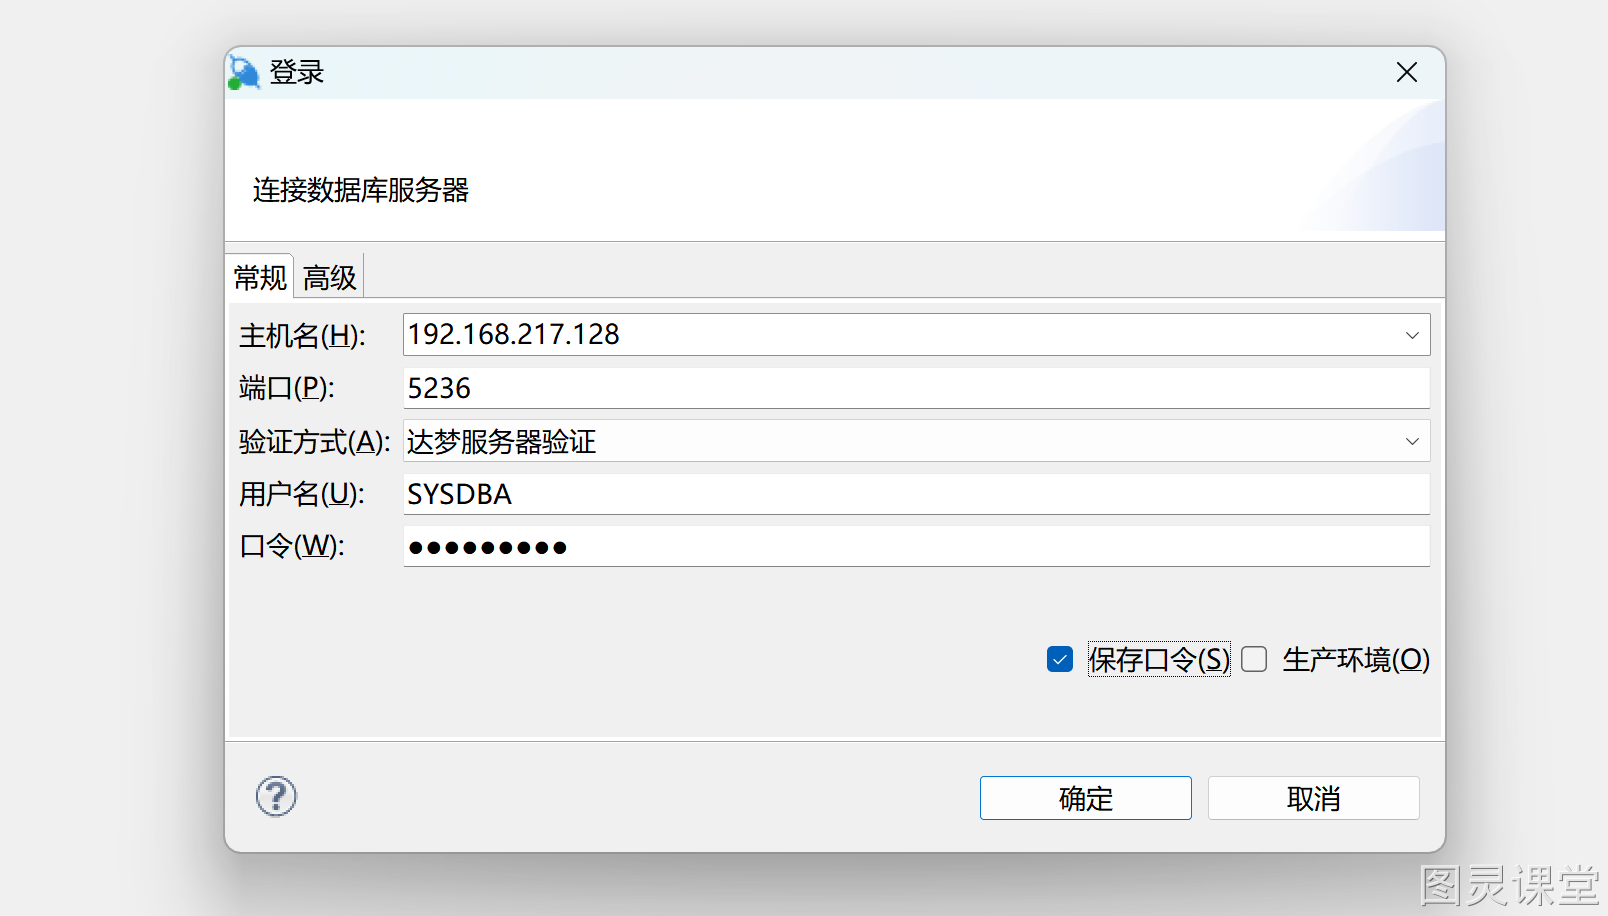 登录
连接数据库服务器
常规 高级
主机名(H): 192.168.217.128
端口(P): 5236
验证方式(A): 达梦服务器验证
用户名(U): SYSDBA
口令(W): ●●●●●●●●●
保存口令(S) 生产环境(O)
确定 取消
图灵课堂